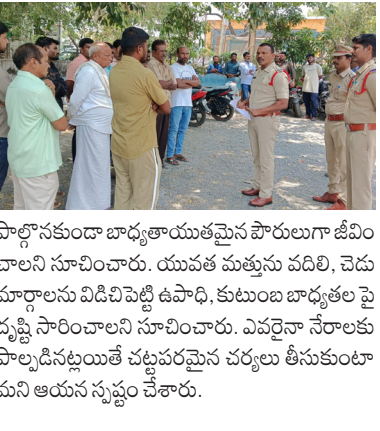 పాల్గొనకుండా బాధ్యతాయుతమైన పౌరులుగా జీవిం
చాలని సూచించారు. యువత మత్తును వదిలి, చెడు
మార్గాలను విడిచిపెట్టి ఉపాధి, కుటుంబ బాధ్యతల పై
దృష్టి సారించాలని సూచించారు. ఎవరైనా నేరాలకు
పాల్పడినట్లయితే చట్టపరమైన చర్యలు తీసుకుంటా
మని ఆయన స్పష్టం చేశారు.